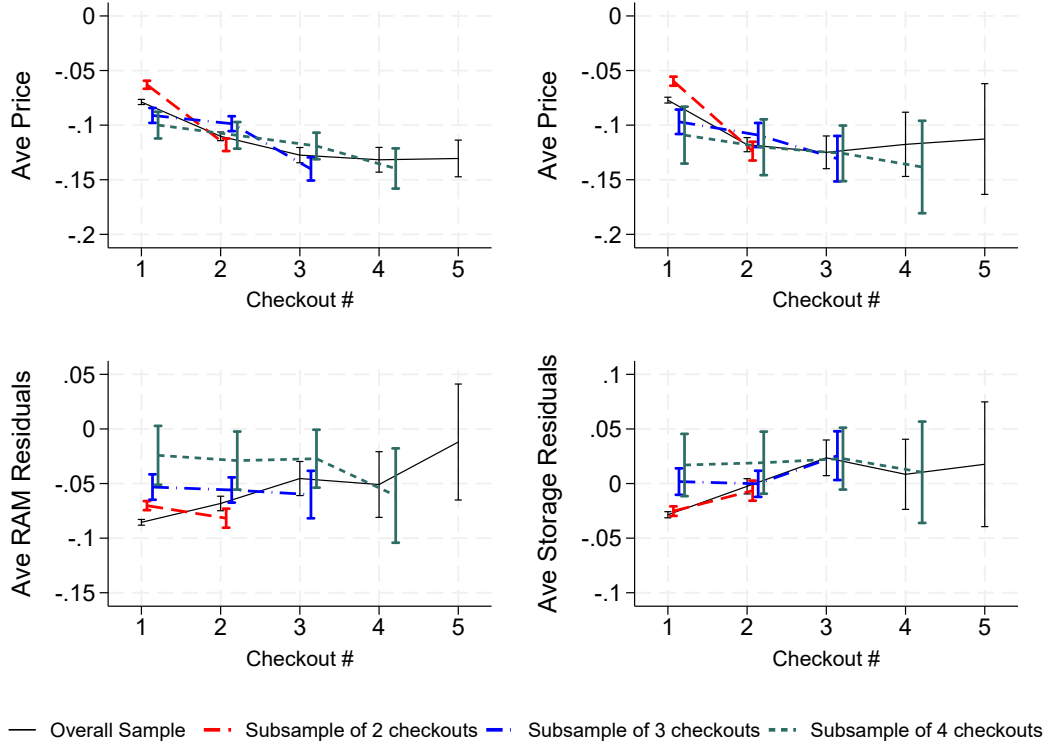 Ave Price
0
-.05
-.1
-.15
-.2
1 2 3 4 5
Checkout #
Ave Price
0
-.05
-.1
-.15
-.2
1 2 3 4 5
Checkout #
Ave RAM Residuals
.05
0
-.05
-.1
-.15
1 2 3 4 5
Checkout #
Ave Storage Residuals
.1
.05
0
-.05
-.1
1 2 3 4 5
Checkout #
Overall Sample Subsample of 2 checkouts Subsample of 3 checkouts Subsample of 4 checkouts